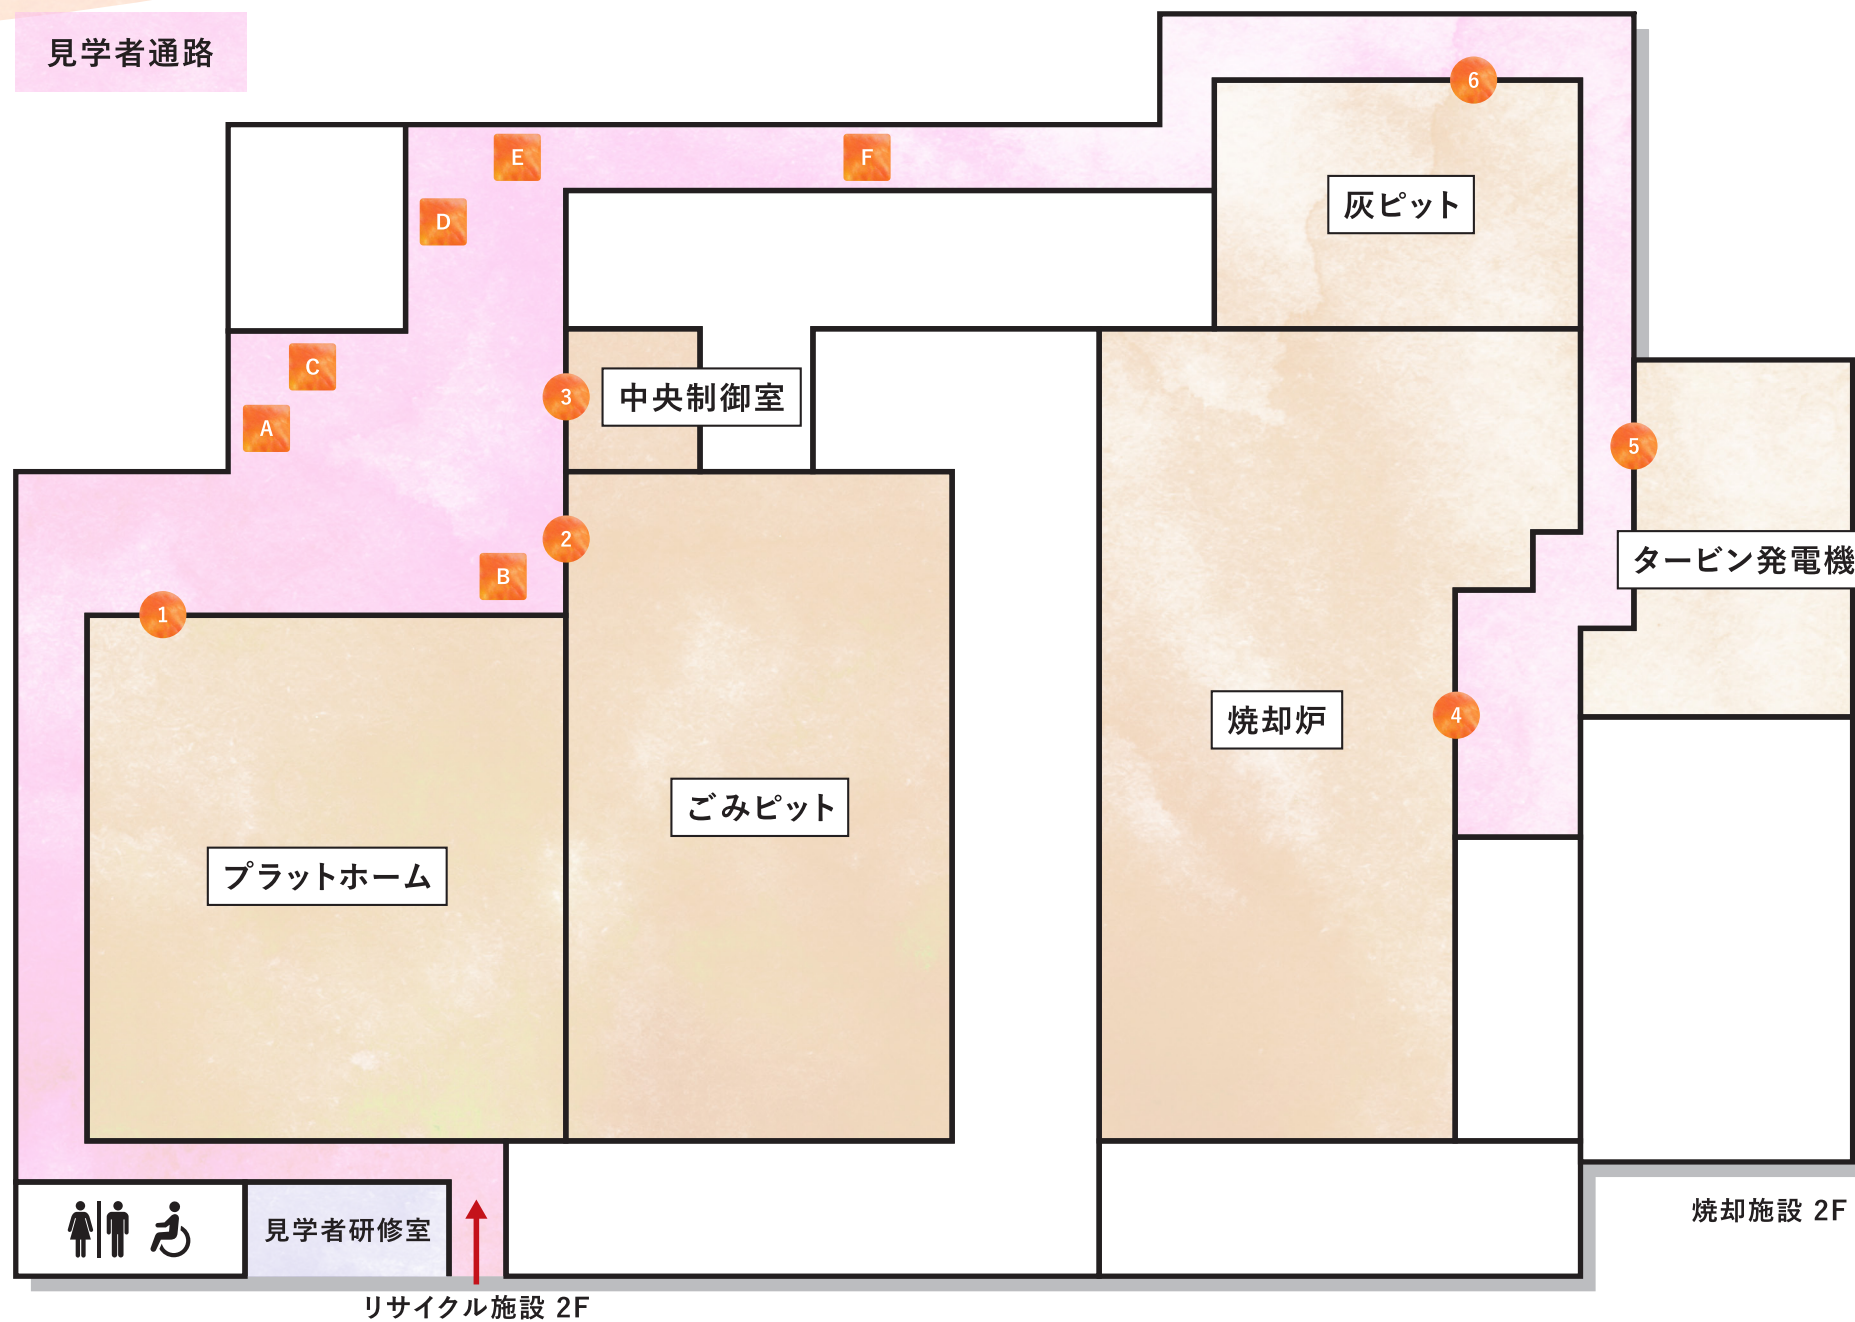 見学者通路
6
E
F
D
灰ピット
C
3
中央制御室
A
5
2
タービン発電機
B
1
4
焼却炉
ごみピット
プラットホーム
見学者研修室
焼却施設 2F
リサイクル施設 2F